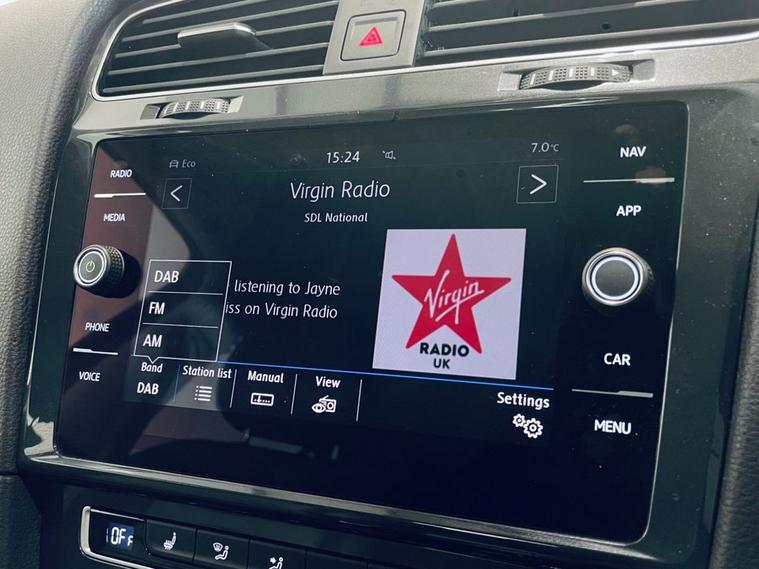 Eco
15:24
7.0°C
Virgin Radio
SDL National
listening to Jayne
iss on Virgin Radio
Virgin
RADIO
UK
DAB
FM
AM
Band
DAB
Station list
Manual
View
Settings
RADIO
MEDIA
PHONE
VOICE
NAV
APP
CAR
MENU
OFF